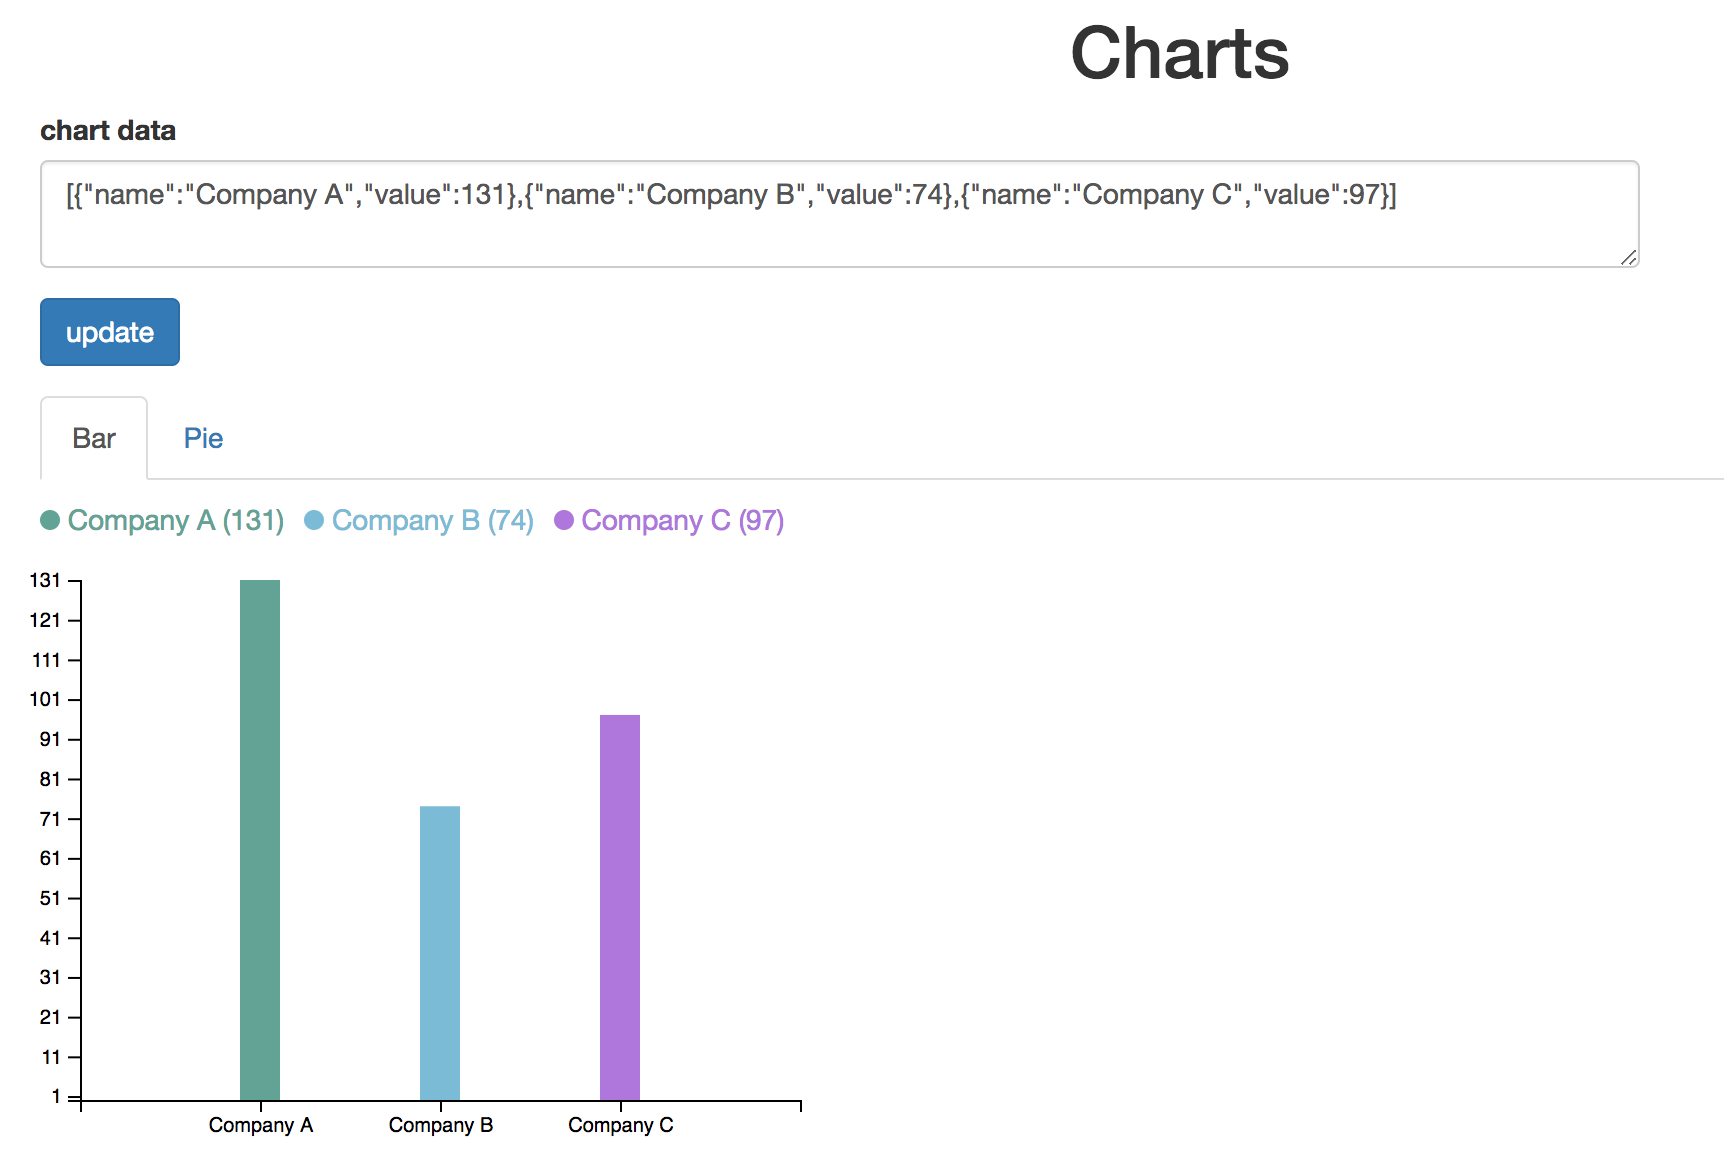 Charts
chart data
[{"name":"Company A","value":131},{"name":"Company B","value":74},{"name":"Company C","value":97}]
update
Bar Pie
Company A (131) Company B (74) Company C (97)
131
121
111
101
91
81
71
61
51
41
31
21
11
1
Company A Company B Company C